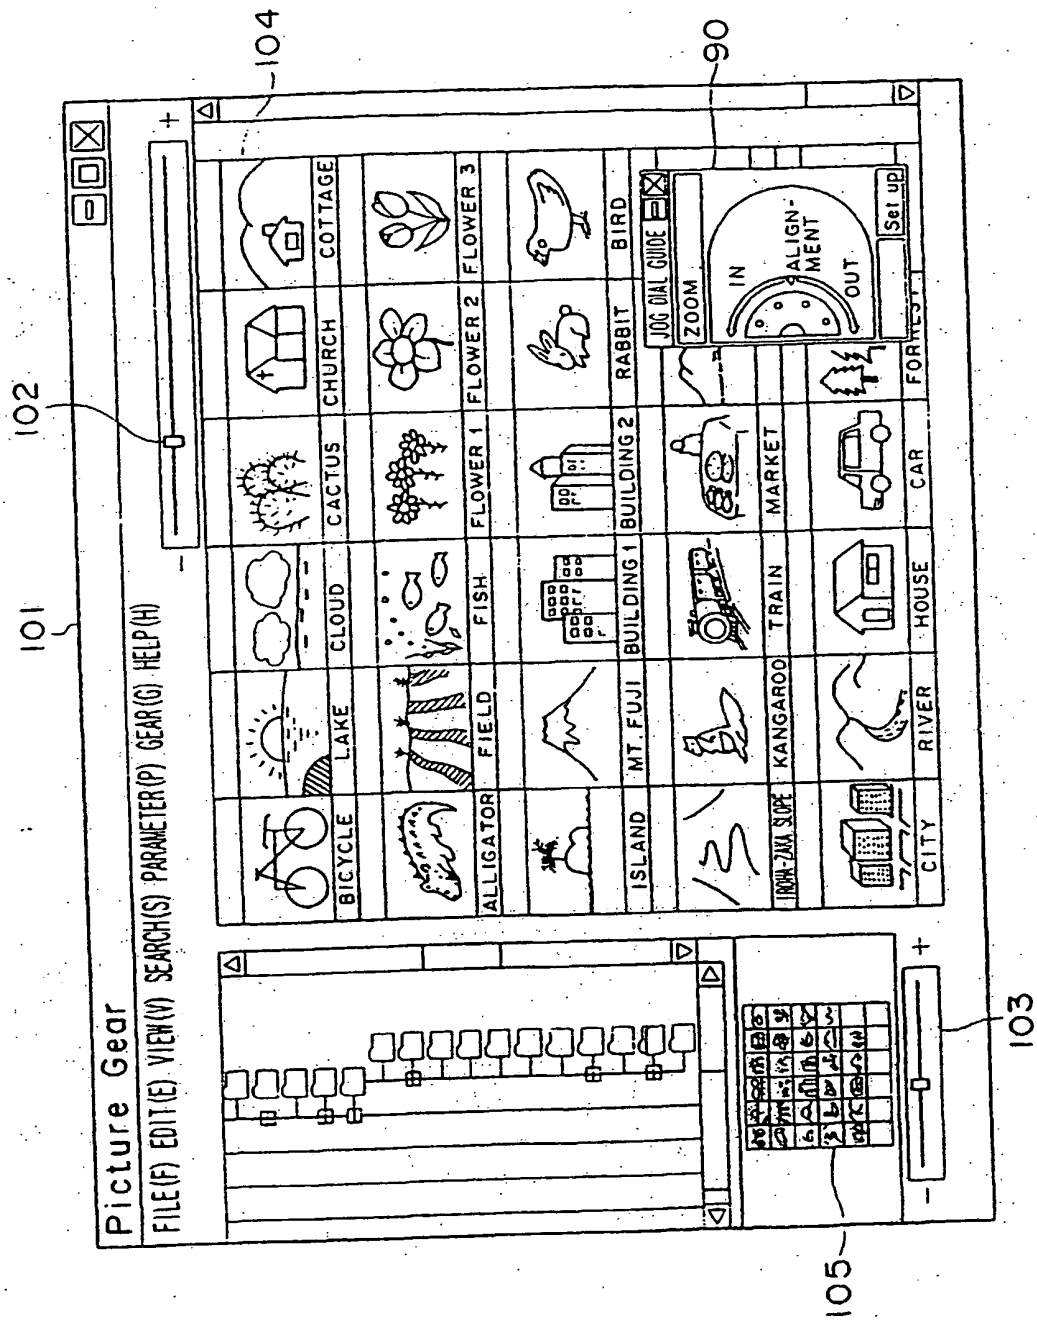 101
102
104
90
Picture Gear
FILE(F) EDIT(E) VIEW(V) SEARCH(S) PARAMETER(P) GEAR(G) HELP(H)
− +
BICYCLE LAKE CLOUD CACTUS CHURCH COTTAGE
ALLIGATOR FIELD FISH FLOWER 1 FLOWER 2 FLOWER 3
ISLAND MT. FUJI BUILDING 1 BUILDING 2 RABBIT BIRD
IROHA-ZAKA SLOPE KANGAROO TRAIN MARKET
CITY RIVER HOUSE CAR FORREST
JOG DIAL GUIDE
ZOOM
IN
ALIGN-
MENT
OUT
Set up
− +
105
103